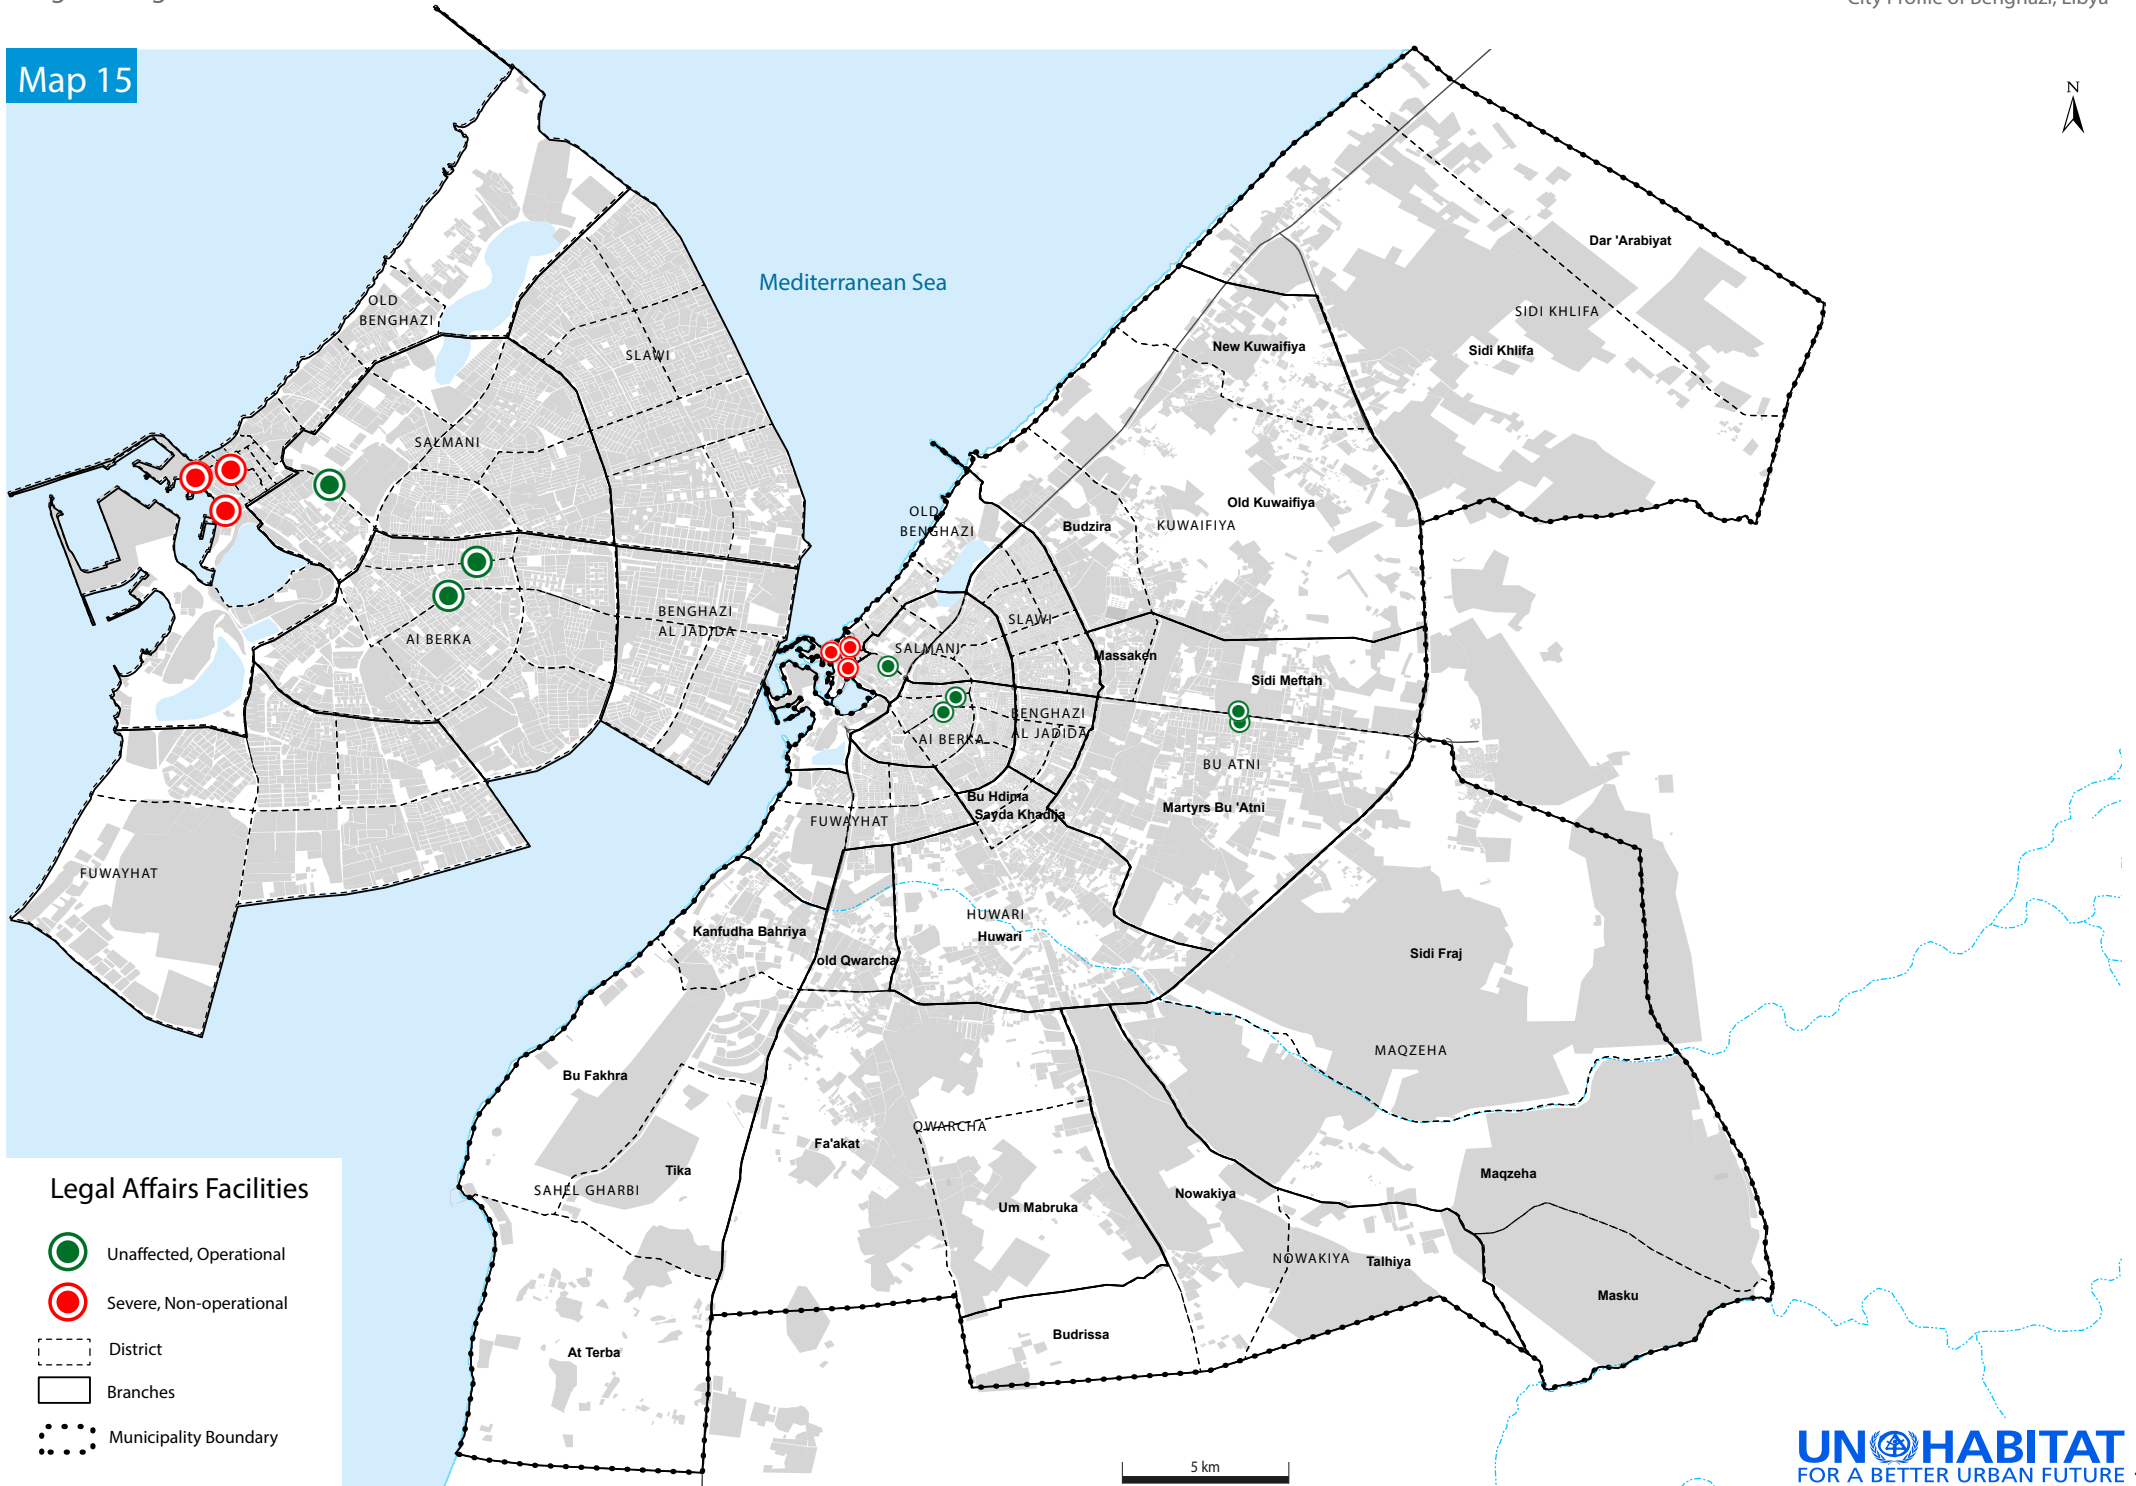 City Profile of Benghazi, Libya
Map 15
N
Mediterranean Sea
Dar 'Arabiyat
SIDI KHLIFA
Sidi Khlifa
New Kuwaifiya
Old Kuwaifiya
KUWAIFIYA
Budzira
OLD
BENGHAZI
SLAWI
SALMANI
AI BERKA
BENGHAZI
AL JADIDA
FUWAYHAT
OLD
BENGHAZI
SLAWI
SALMANI
Massaken
Sidi Meftah
BENGHAZI
AL JADIDA
AI BERKA
BU ATNI
Martyrs Bu 'Atni
Bu Hdima
Sayda Khadija
FUWAYHAT
HUWARI
Huwari
Kanfudha Bahriya
old Qwarcha
Sidi Fraj
MAQZEHA
Bu Fakhra
Fa'akat
QWARCHA
Tika
SAHEL GHARBI
Um Mabruka
Nowakiya
Maqzeha
NOWAKIYA
Talhiya
Masku
Budrissa
At Terba
Legal Affairs Facilities
Unaffected, Operational
Severe, Non-operational
District
Branches
Municipality Boundary
5 km
UN HABITAT
FOR A BETTER URBAN FUTURE